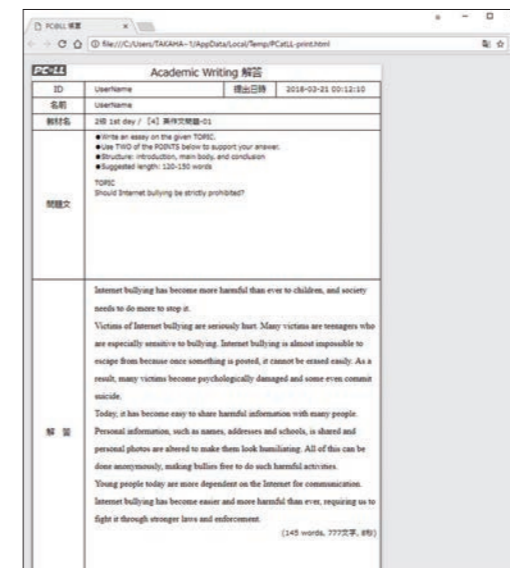 PC@LL 帳票
file:///C:/Users/TAKAHA~1/AppData/Local/Temp/PCatLL-print.html
PC@LL
Academic Writing 解答
ID UserName 提出日時 2018-03-21 00:12:10
名前 UserName
教材名 2級 1st day / [4] 英作文問題-01
問題文
●Write an essay on the given TOPIC.
●Use TWO of the POINTS below to support your answer.
●Structure: introduction, main body, and conclusion
●Suggested length: 120-150 words
TOPIC
Should Internet bullying be strictly prohibited?
解 答
Internet bullying has become more harmful than ever to children, and society
needs to do more to stop it.
Victims of Internet bullying are seriously hurt. Many victims are teenagers who
are especially sensitive to bullying. Internet bullying is almost impossible to
escape from because once something is posted, it cannot be erased easily. As a
result, many victims become psychologically damaged and some even commit
suicide.
Today, it has become easy to share harmful information with many people.
Personal information, such as names, addresses and schools, is shared and
personal photos are altered to make them look humiliating. All of this can be
done anonymously, making bullies free to do such harmful activities.
Young people today are more dependent on the Internet for communication.
Internet bullying has become easier and more harmful than ever, requiring us to
fight it through stronger laws and enforcement.
(145 words, 777文字, 8秒)